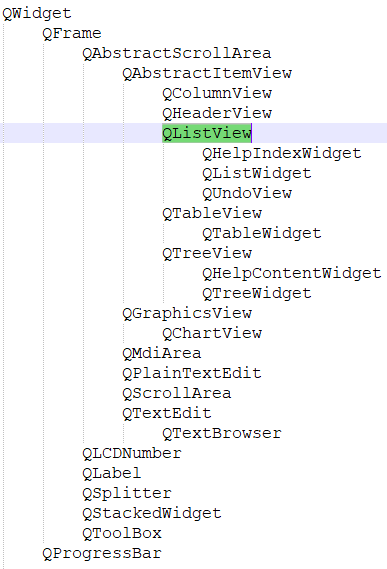 QWidget
QFrame
QAbstractScrollArea
QAbstractItemView
QColumnView
QHeaderView
QListView
QHelpIndexWidget
QListWidget
QUndoView
QTableView
QTableWidget
QTreeView
QHelpContentWidget
QTreeWidget
QGraphicsView
QChartView
QMdiArea
QPlainTextEdit
QScrollArea
QTextEdit
QTextBrowser
QLCDNumber
QLabel
QSplitter
QStackedWidget
QToolBox
QProgressBar